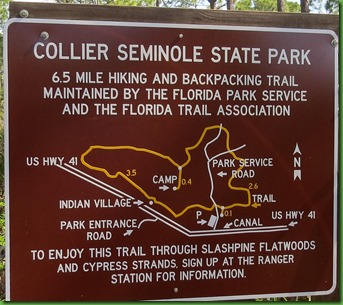 COLLIER SEMINOLE STATE PARK
6.5 MILE HIKING AND BACKPACKING TRAIL
MAINTAINED BY THE FLORIDA PARK SERVICE
AND THE FLORIDA TRAIL ASSOCIATION
US HWY 41
PARK SERVICE
ROAD
N
CAMP
0.4
3.5
2.6
INDIAN VILLAGE
TRAIL
P
0.1
PARK ENTRANCE
ROAD
CANAL
US HWY 41
TO ENJOY THIS TRAIL THROUGH SLASHPINE FLATWOODS
AND CYPRESS STRANDS, SIGN UP AT THE RANGER
STATION FOR INFORMATION.